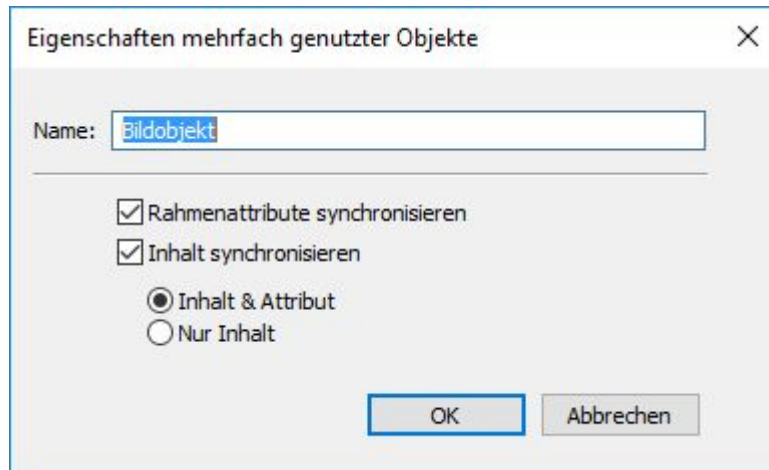 Eigenschaften mehrfach genutzter Objekte
Name: Bildobjekt
Rahmenattribute synchronisieren
Inhalt synchronisieren
Inhalt & Attribut
Nur Inhalt
OK Abbrechen